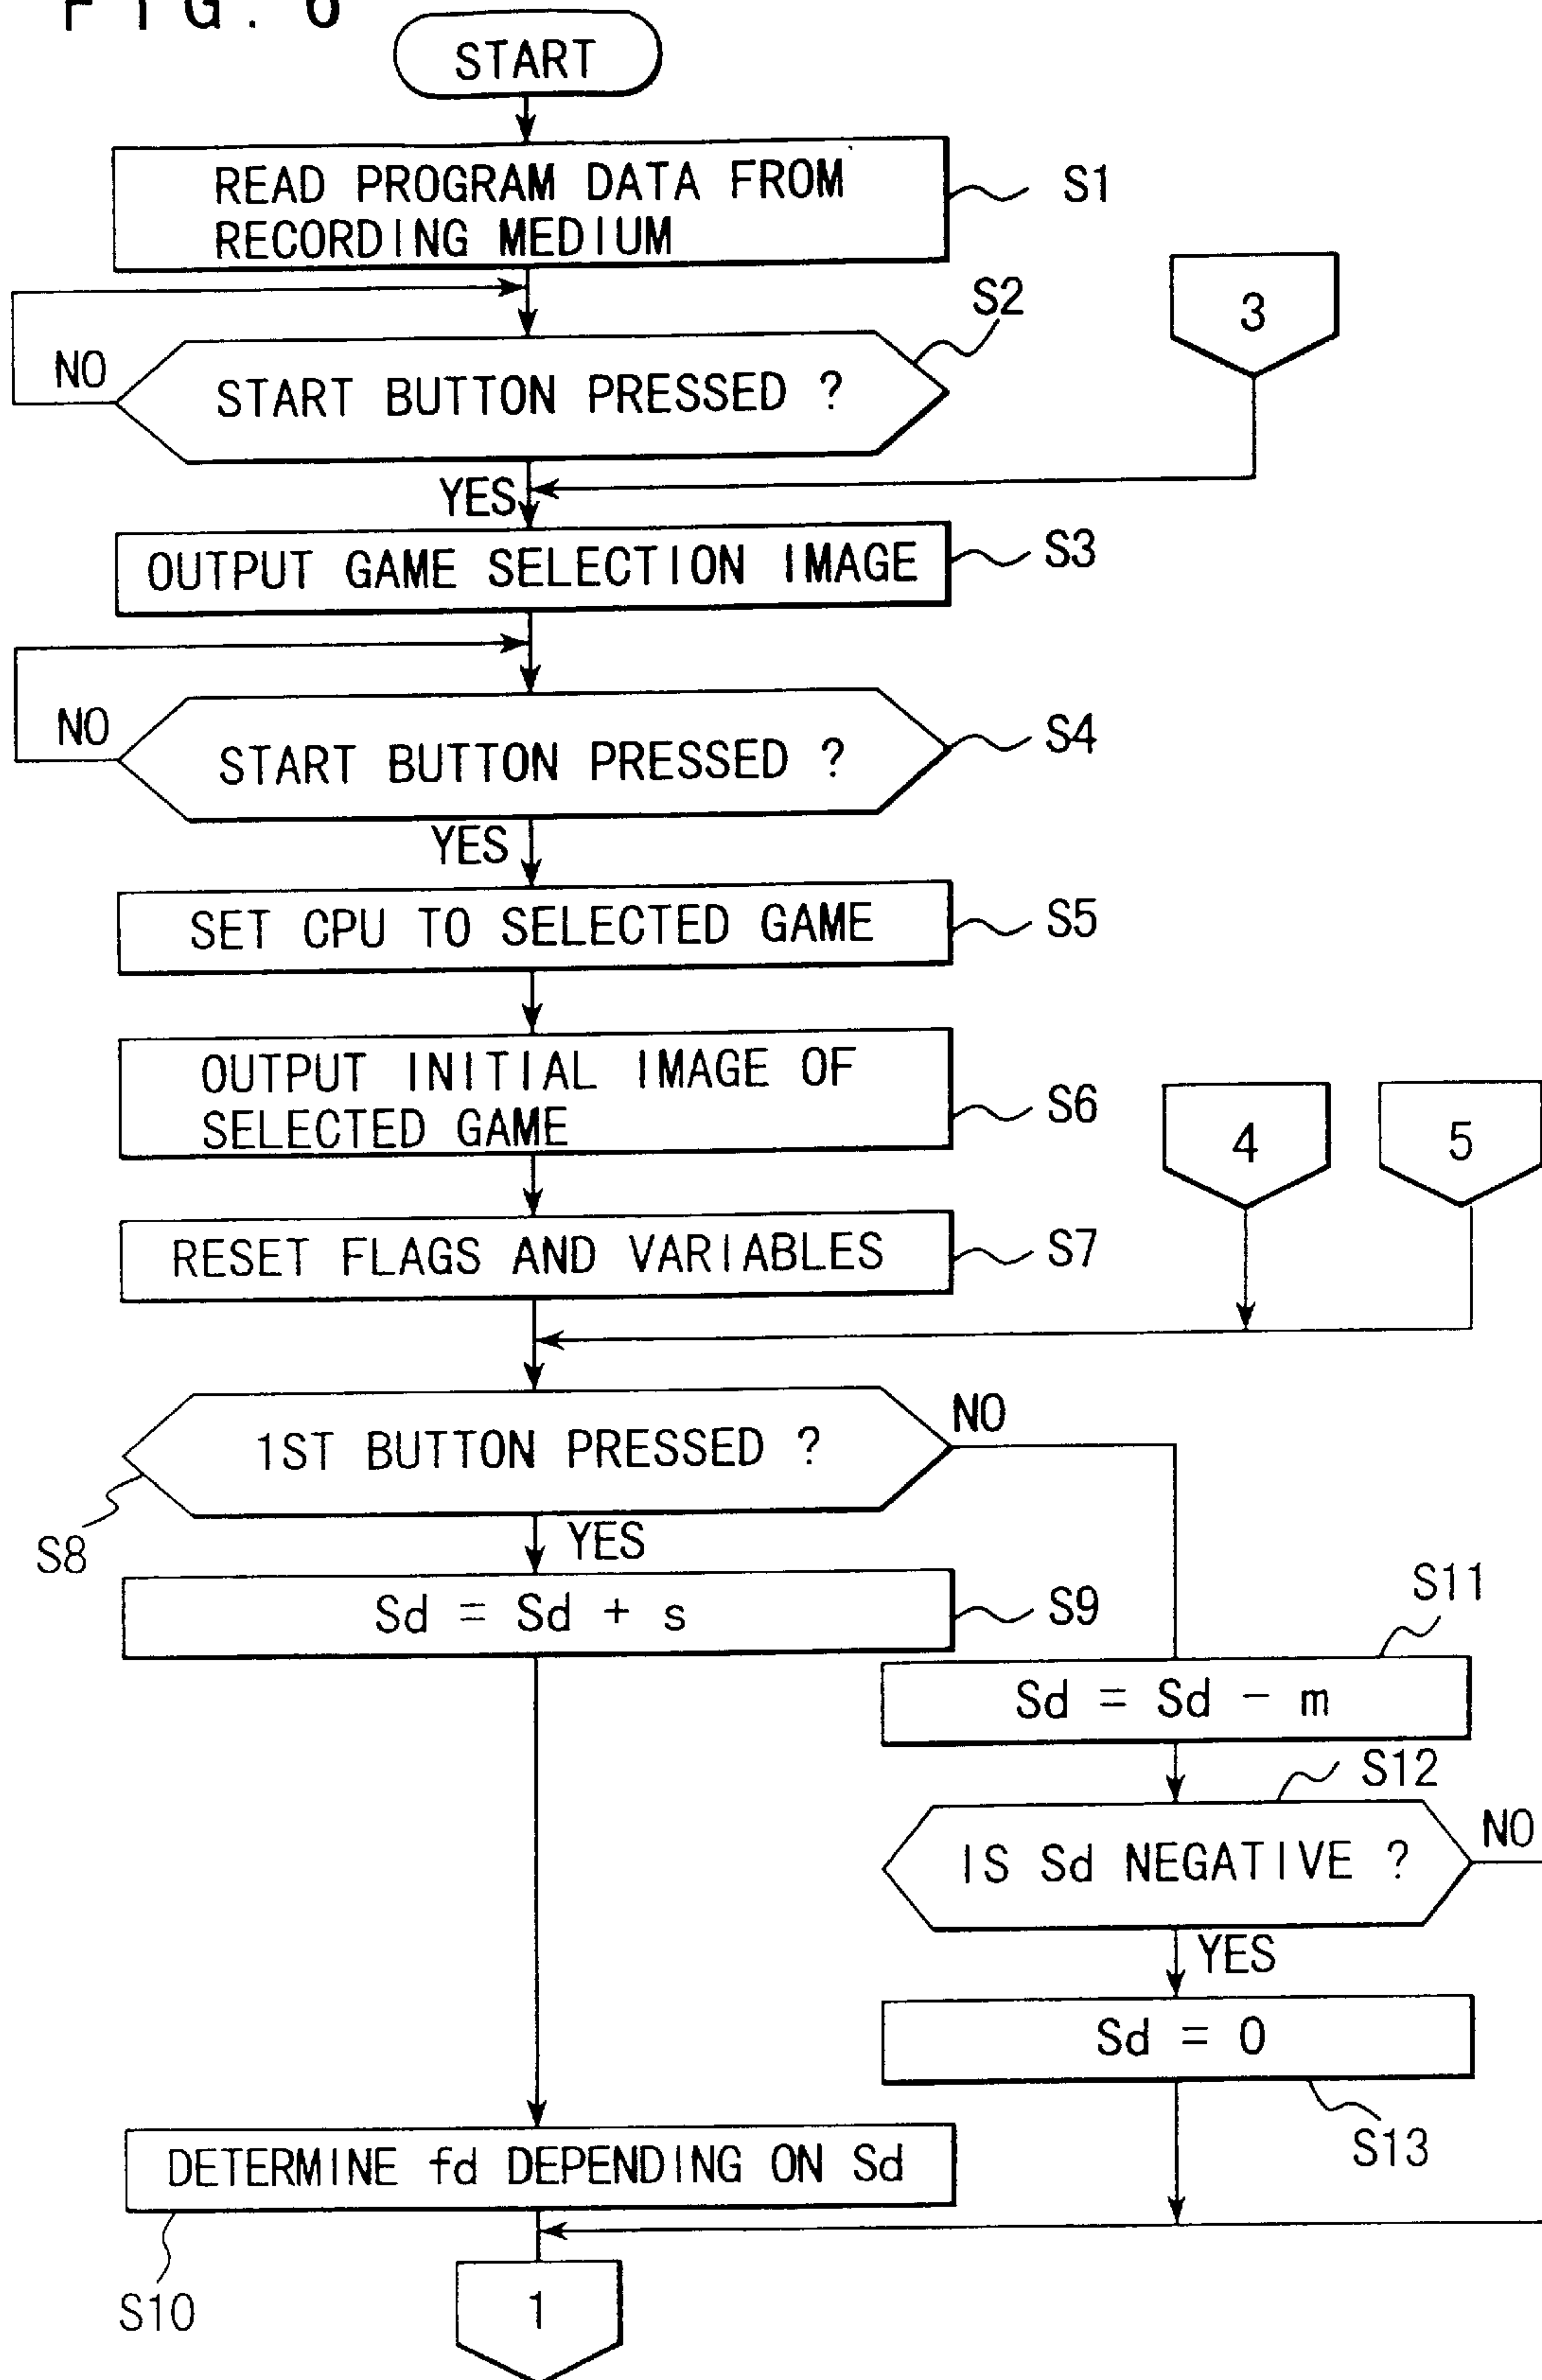 FIG. 6
START
READ PROGRAM DATA FROM
RECORDING MEDIUM
S1
3
S2
NO
START BUTTON PRESSED ?
YES
OUTPUT GAME SELECTION IMAGE
S3
NO
START BUTTON PRESSED ?
S4
YES
SET CPU TO SELECTED GAME
S5
OUTPUT INITIAL IMAGE OF
SELECTED GAME
S6
4
5
RESET FLAGS AND VARIABLES
S7
1ST BUTTON PRESSED ?
NO
S8
YES
Sd = Sd + s
S9
S11
Sd = Sd - m
S12
IS Sd NEGATIVE ?
NO
YES
Sd = 0
S13
DETERMINE fd DEPENDING ON Sd
S10
1